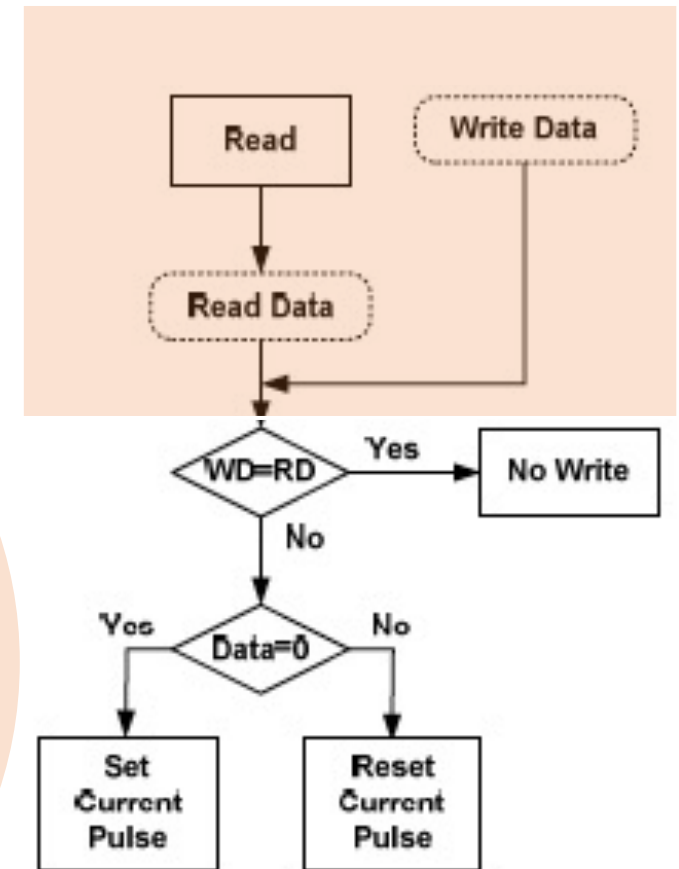 Read
Write Data
Read Data
WD=RD
Yes
No Write
No
Yes
Data=0
No
Set
Current
Pulse
Reset
Current
Pulse